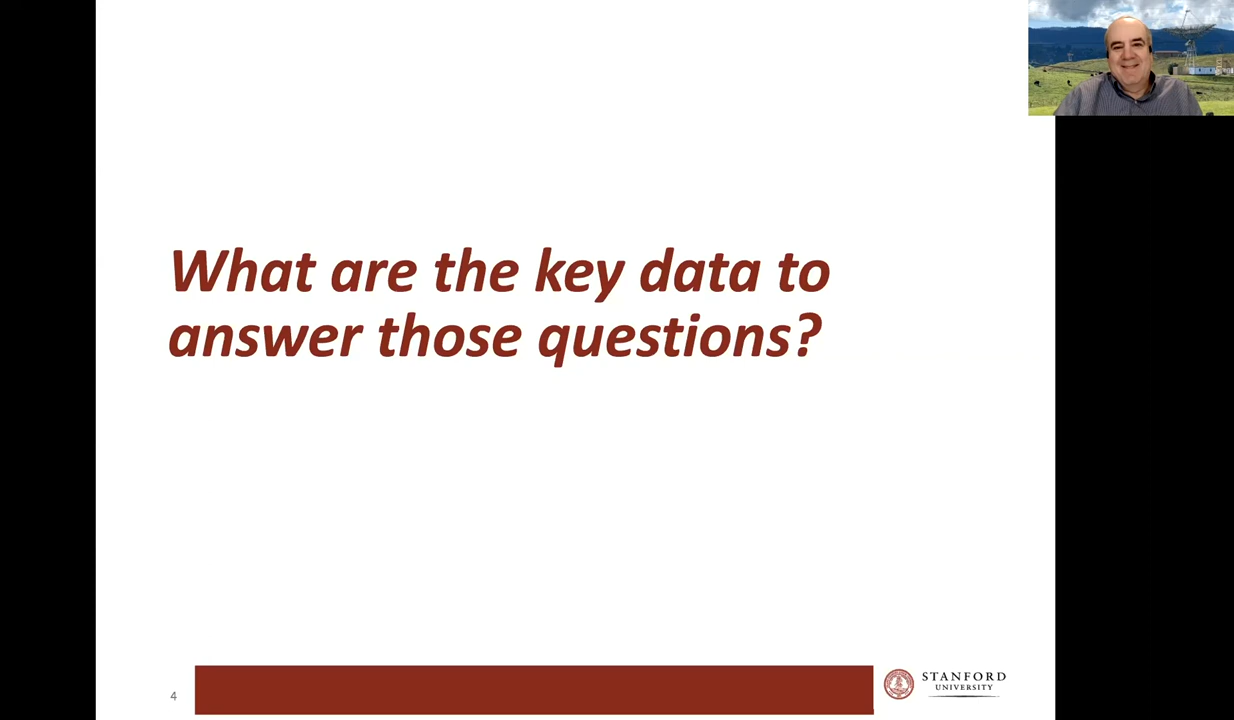 What are the key data to
answer those questions?
4
STANFORD
UNIVERSITY